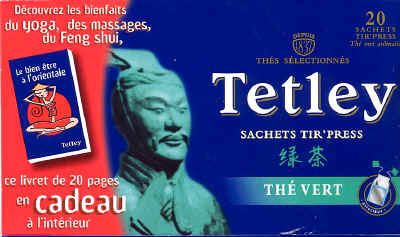 Découvrez les bienfaits
du yoga, des massages,
du Feng shui,
Le bien être
à l'orientale
Tetley
ce livret de 20 pages
en cadeau
à l'intérieur
DEPUIS
1837
THÉS SÉLECTIONNÉS
20
SACHETS
TIR'PRESS
Tetley
SACHETS TIR'PRESS
绿茶
THÉ VERT